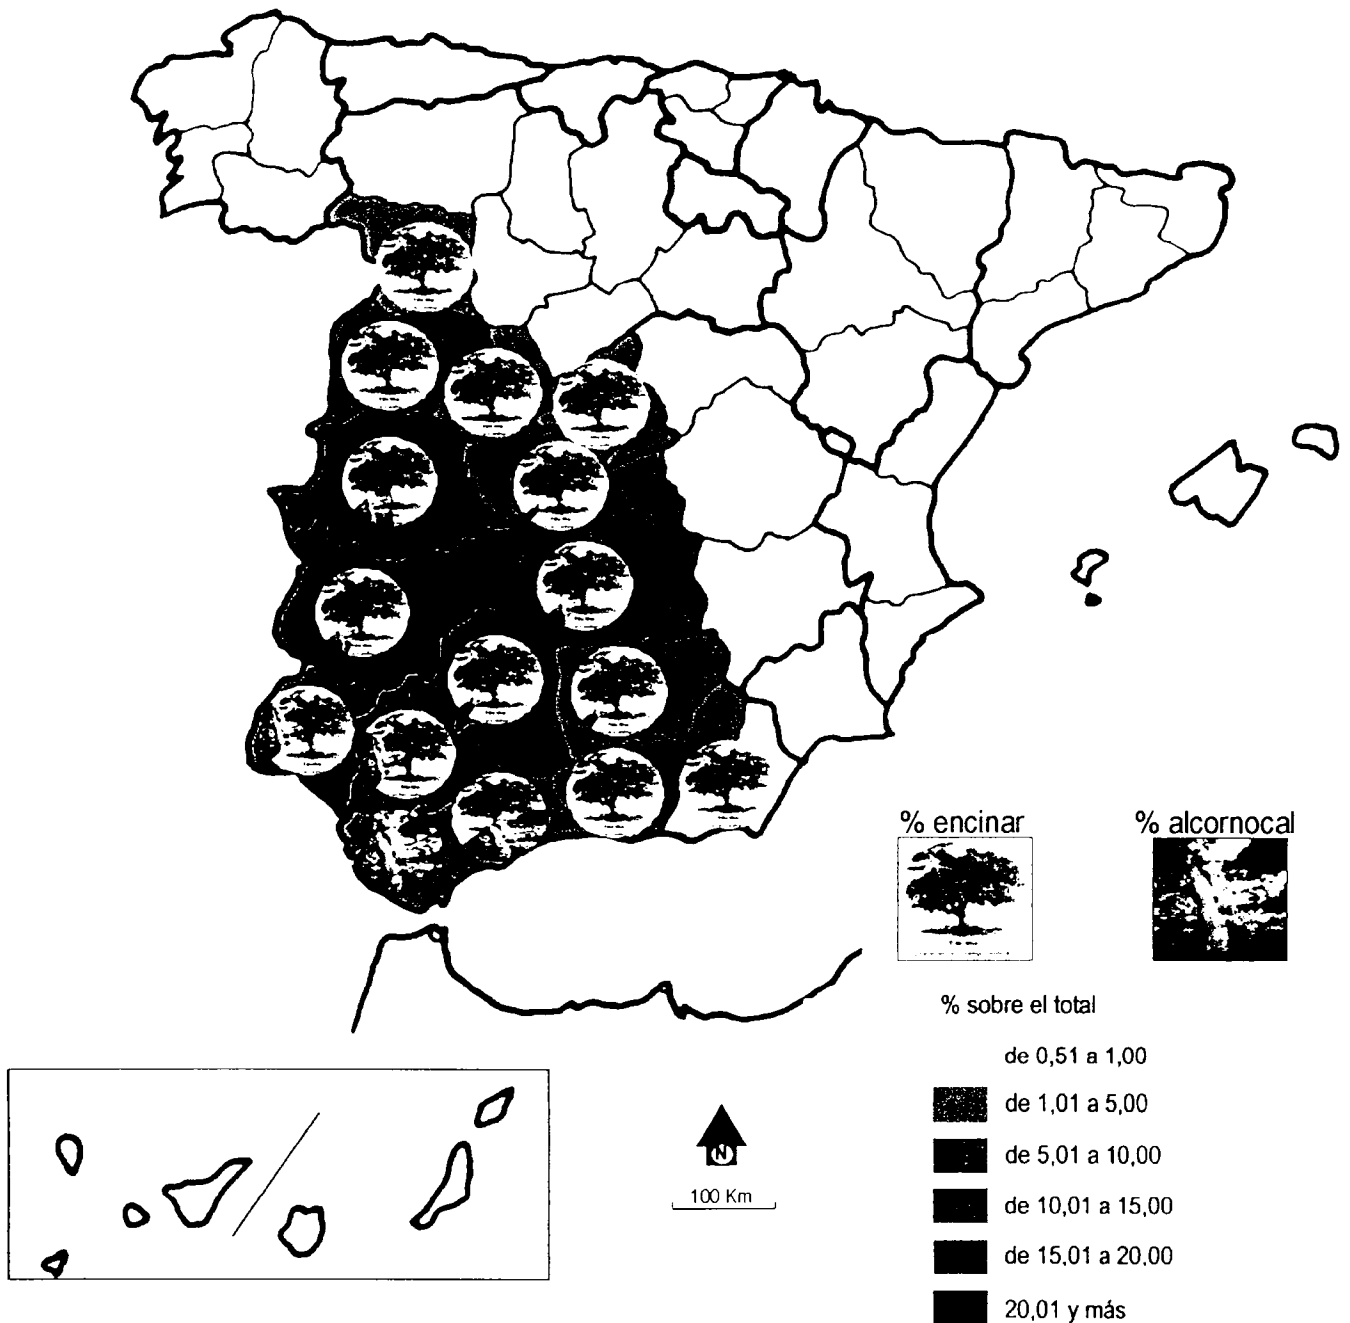 % encinar
% alcornocal
% sobre el total
de 0,51 a 1,00
de 1,01 a 5,00
de 5,01 a 10,00
de 10,01 a 15,00
de 15,01 a 20,00
20,01 y más
N
100 Km